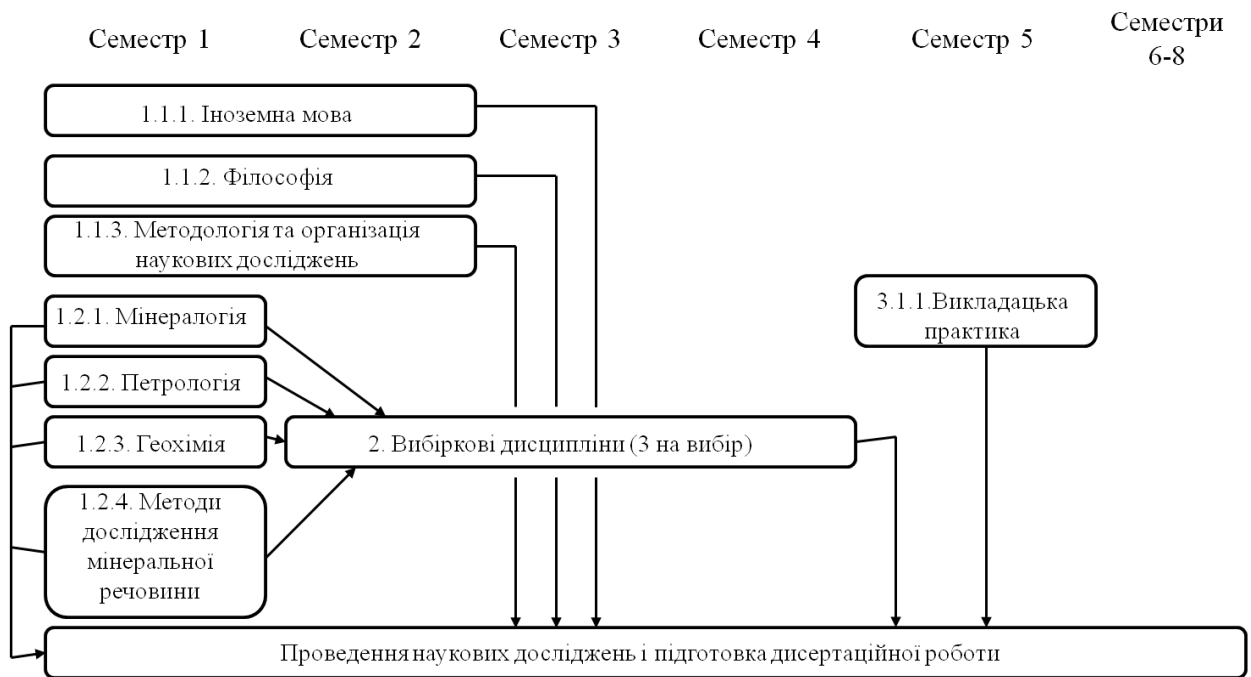 Семестр 1
Семестр 2
Семестр 3
Семестр 4
Семестр 5
Семестри
6-8
1.1.1. Іноземна мова
1.1.2. Філософія
1.1.3. Методологія та організація
наукових досліджень
1.2.1. Мінералогія
3.1.1.Викладацька
практика
1.2.2. Петрологія
1.2.3. Геохімія
2. Вибіркові дисципліни (3 на вибір)
1.2.4. Методи
дослідження
мінеральної
речовини
Проведення наукових досліджень і підготовка дисертаційної роботи